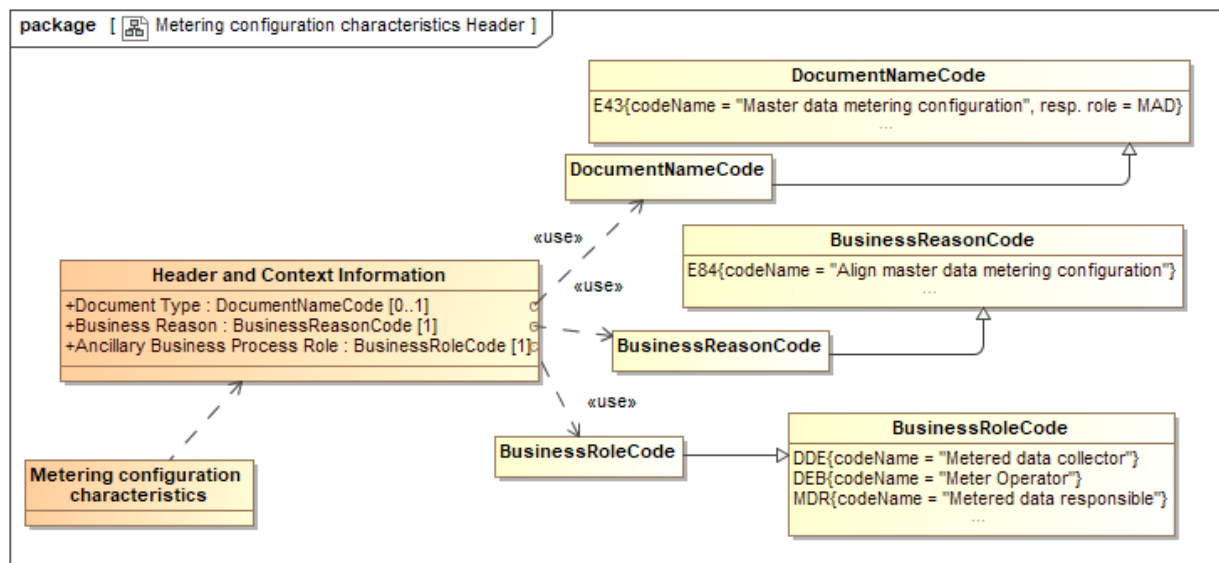 package [ Metering configuration characteristics Header ]
DocumentNameCode
E43{codeName = "Master data metering configuration", resp. role = MAD}
...
DocumentNameCode
«use»
BusinessReasonCode
E84{codeName = "Align master data metering configuration"}
...
Header and Context Information
+Document Type : DocumentNameCode [0..1]
+Business Reason : BusinessReasonCode [1]
+Ancillary Business Process Role : BusinessRoleCode [1]
«use»
BusinessReasonCode
«use»
BusinessRoleCode
BusinessRoleCode
DDE{codeName = "Metered data collector"}
DEB{codeName = "Meter Operator"}
MDR{codeName = "Metered data responsible"}
...
Metering configuration
characteristics